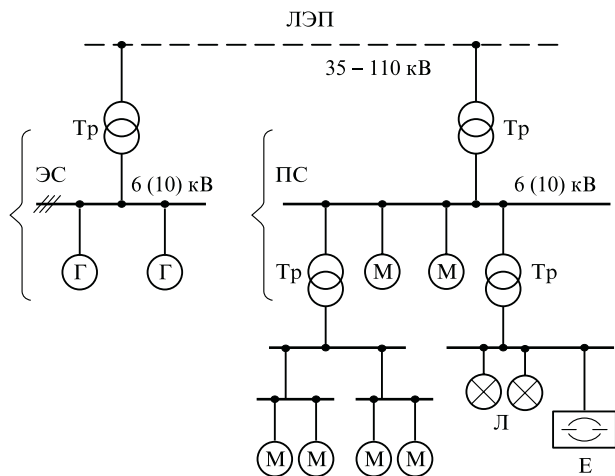 ЛЭП
35 – 110 кВ
Тр
Тр
ЭС
6 (10) кВ
ПС
6 (10) кВ
Г
Г
Тр
М
М
Тр
Л
М
М
М
М
Е